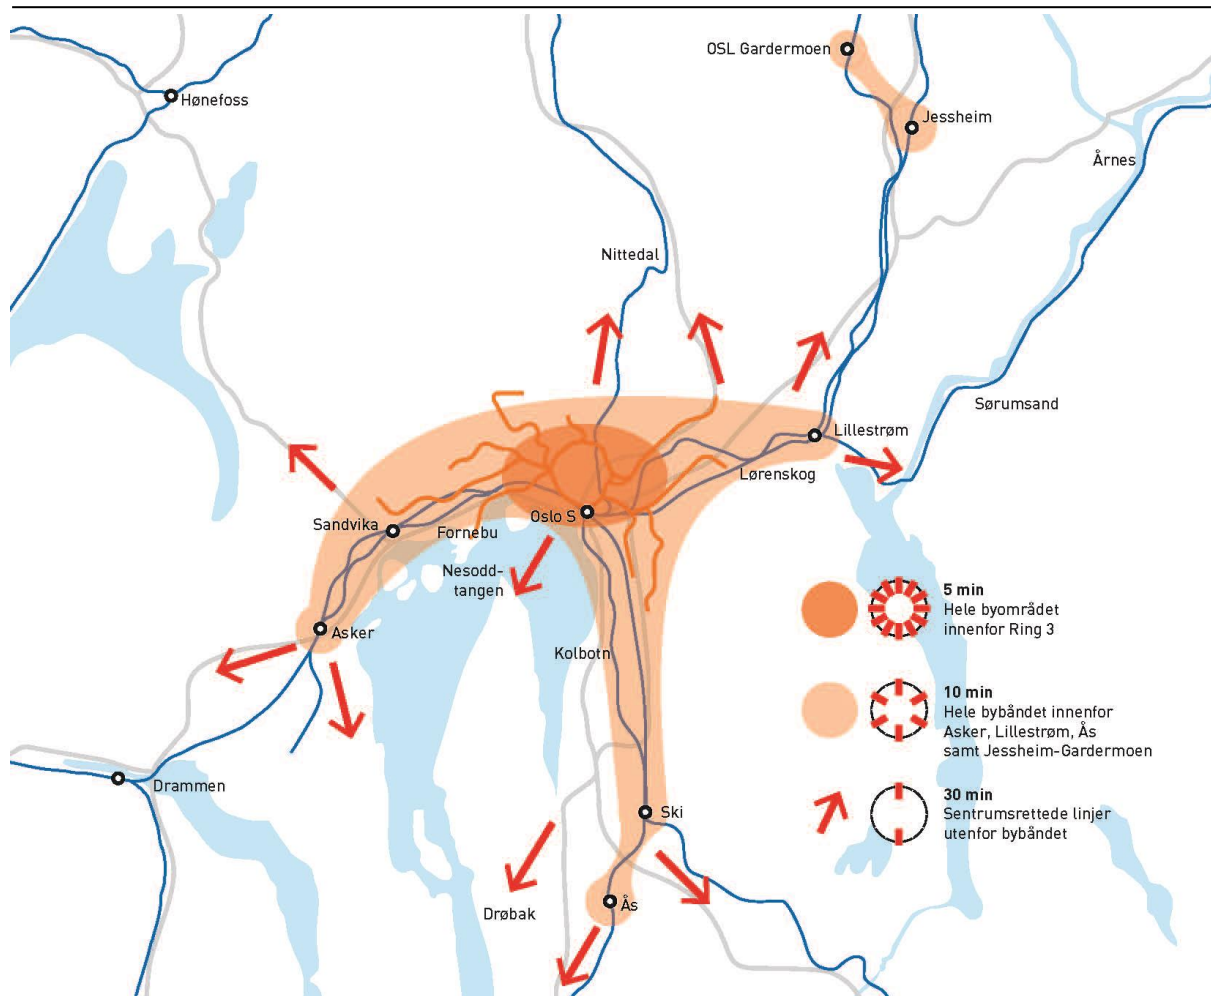 OSL Gardermoen
Hønefoss
Jessheim
Årnes
Nittedal
Sørumsand
Lillestrøm
Lørenskog
Oslo S
Sandvika
Fornebu
Nesodd-
tangen
Asker
Kolbotn
Drammen
Ski
Ås
Drøbak
5 min
Hele byområdet
innenfor Ring 3
10 min
Hele bybåndet innenfor
Asker, Lillestrøm, Ås
samt Jessheim-Gardermoen
30 min
Sentrumsrettede linjer
utenfor bybåndet